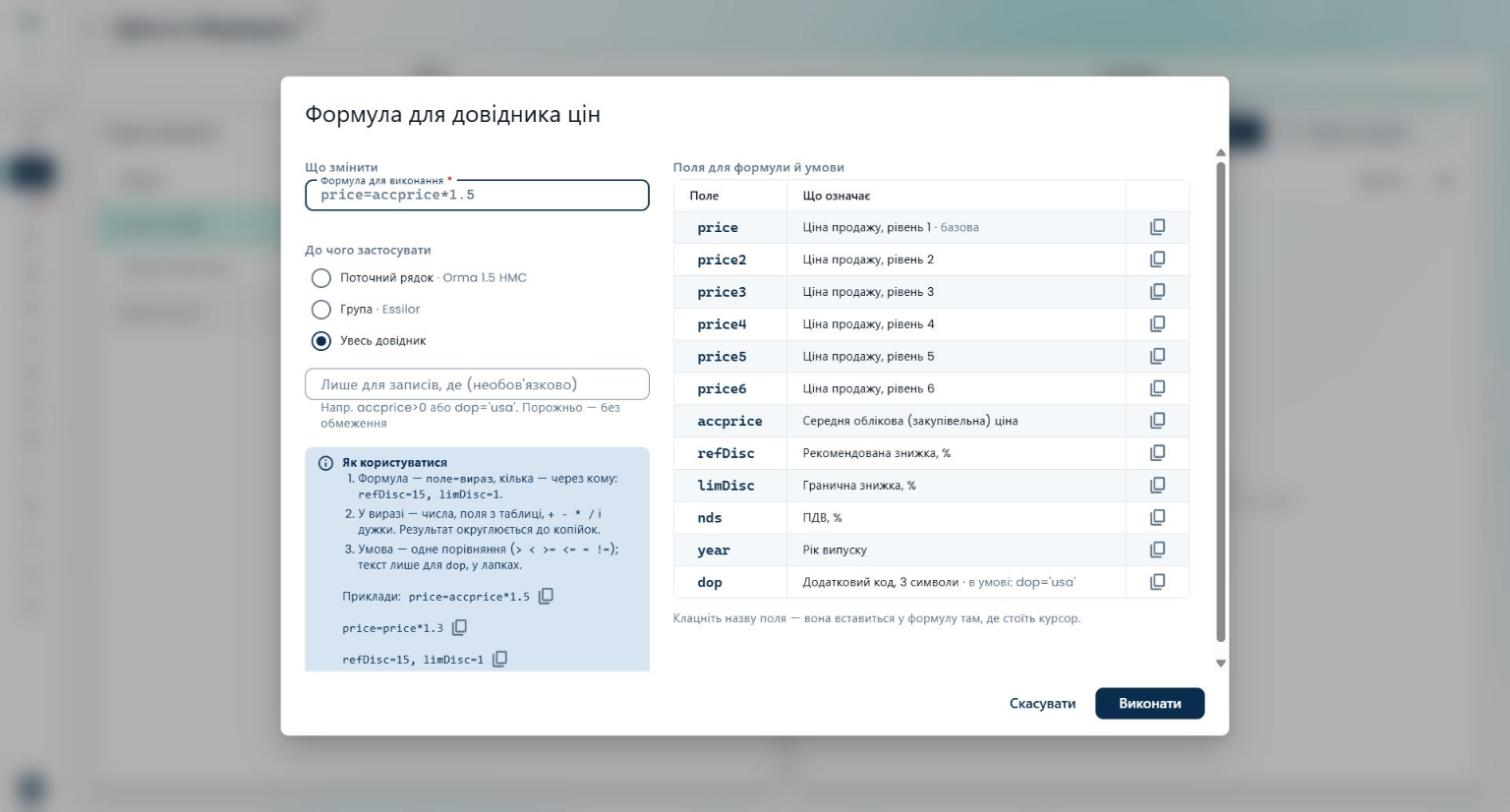 Формула для довідника цін
Що змінити
Формула для виконання *
price=accprice*1.5
До чого застосувати
Поточний рядок · Orma 1.5 HMC
Група · Essilor
Увесь довідник
Лише для записів, де (необов'язково)
Напр. accprice>0 або dop='usa'. Порожньо — без
обмеження
Як користуватися
1. Формула — поле=вираз, кілька — через кому:
refDisc=15, limDisc=1.
2. У виразі — числа, поля з таблиці, + - * / і
дужки. Результат округлюється до копійок.
3. Умова — одне порівняння (> < >= <= = !=);
текст лише для dop, у лапках.
Приклади: price=accprice*1.5
price=price*1.3
refDisc=15, limDisc=1
Поля для формули й умови
Поле Що означає
price Ціна продажу, рівень 1 · базова
price2 Ціна продажу, рівень 2
price3 Ціна продажу, рівень 3
price4 Ціна продажу, рівень 4
price5 Ціна продажу, рівень 5
price6 Ціна продажу, рівень 6
accprice Середня облікова (закупівельна) ціна
refDisc Рекомендована знижка, %
limDisc Гранична знижка, %
nds ПДВ, %
year Рік випуску
dop Додатковий код, 3 символи · в умові: dop='usa'
Клацніть назву поля — вона вставиться у формулу там, де стоїть курсор.
Скасувати
Виконати